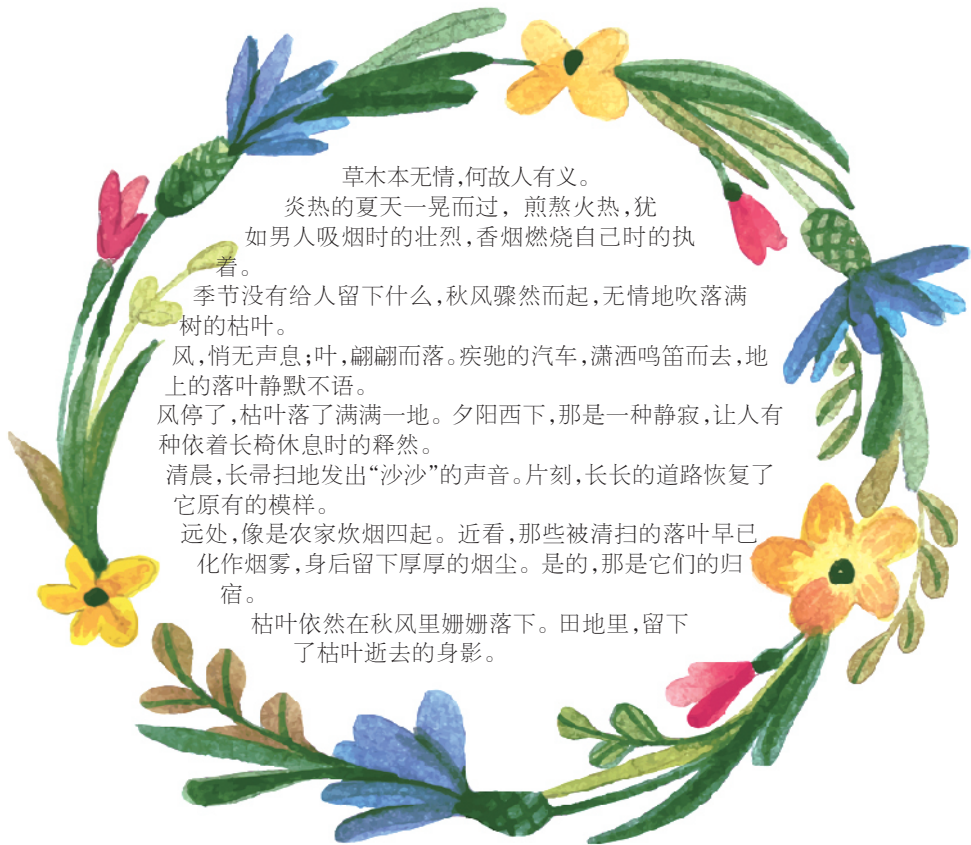 草木本无情,何故人有义。
炎热的夏天一晃而过, 煎熬火热,犹
如男人吸烟时的壮烈,香烟燃烧自己时的执
着。
季节没有给人留下什么,秋风骤然而起,无情地吹落满
树的枯叶。
风,悄无声息;叶,翩翩而落。疾驰的汽车,潇洒鸣笛而去,地
上的落叶静默不语。
风停了,枯叶落了满满一地。夕阳西下,那是一种静寂,让人有
种依着长椅休息时的释然。
清晨,长帚扫地发出“沙沙”的声音。片刻,长长的道路恢复了
它原有的模样。
远处,像是农家炊烟四起。近看,那些被清扫的落叶早已
化作烟雾,身后留下厚厚的烟尘。是的,那是它们的归
宿。
枯叶依然在秋风里姗姗落下。田地里,留下
了枯叶逝去的身影。